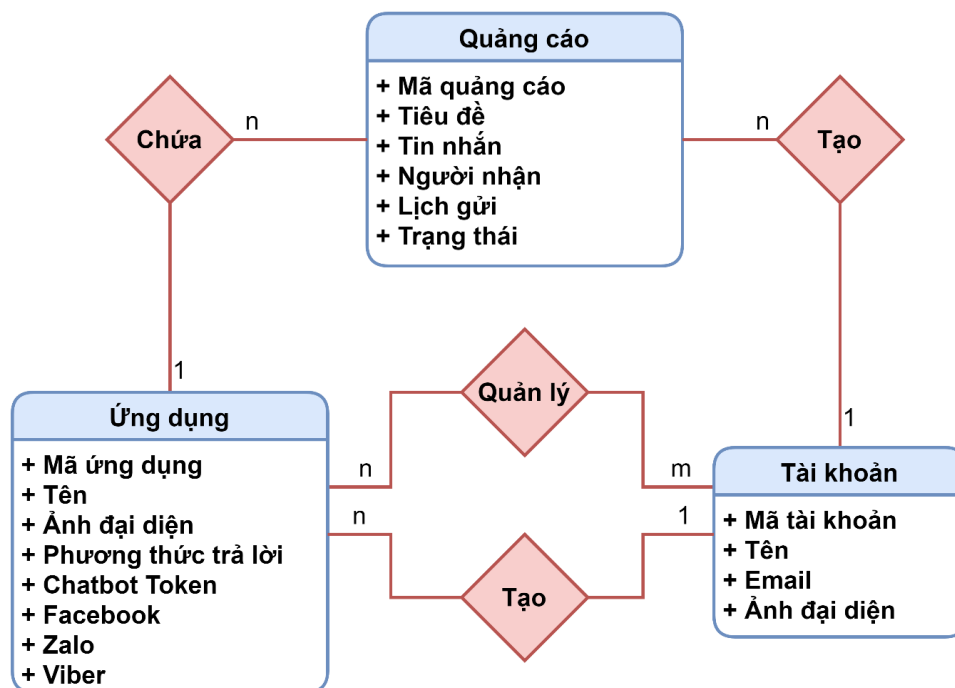 Quảng cáo
+ Mã quảng cáo
+ Tiêu đề
+ Tin nhắn
+ Người nhận
+ Lịch gửi
+ Trạng thái
Chứa
n
n
Tạo
1
1
Quản lý
n
m
Ứng dụng
+ Mã ứng dụng
+ Tên
+ Ảnh đại diện
+ Phương thức trả lời
+ Chatbot Token
+ Facebook
+ Zalo
+ Viber
n
1
Tạo
Tài khoản
+ Mã tài khoản
+ Tên
+ Email
+ Ảnh đại diện